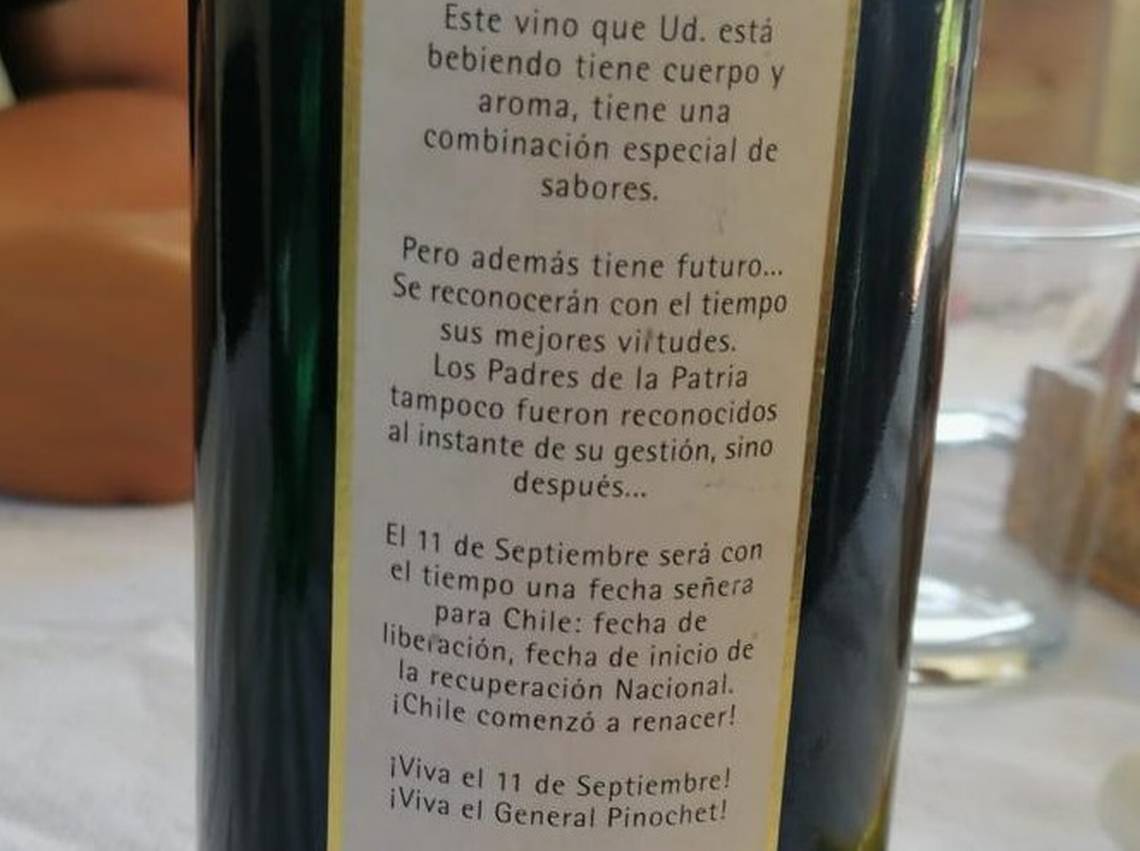 Este vino que Ud. está
bebiendo tiene cuerpo y
aroma, tiene una
combinación especial de
sabores.
Pero además tiene futuro...
Se reconocerán con el tiempo
sus mejores virtudes.
Los Padres de la Patria
tampoco fueron reconocidos
al instante de su gestión, sino
después...
El 11 de Septiembre será con
el tiempo una fecha señera
para Chile: fecha de
liberación, fecha de inicio de
la recuperación Nacional.
¡Chile comenzó a renacer!
¡Viva el 11 de Septiembre!
¡Viva el General Pinochet!